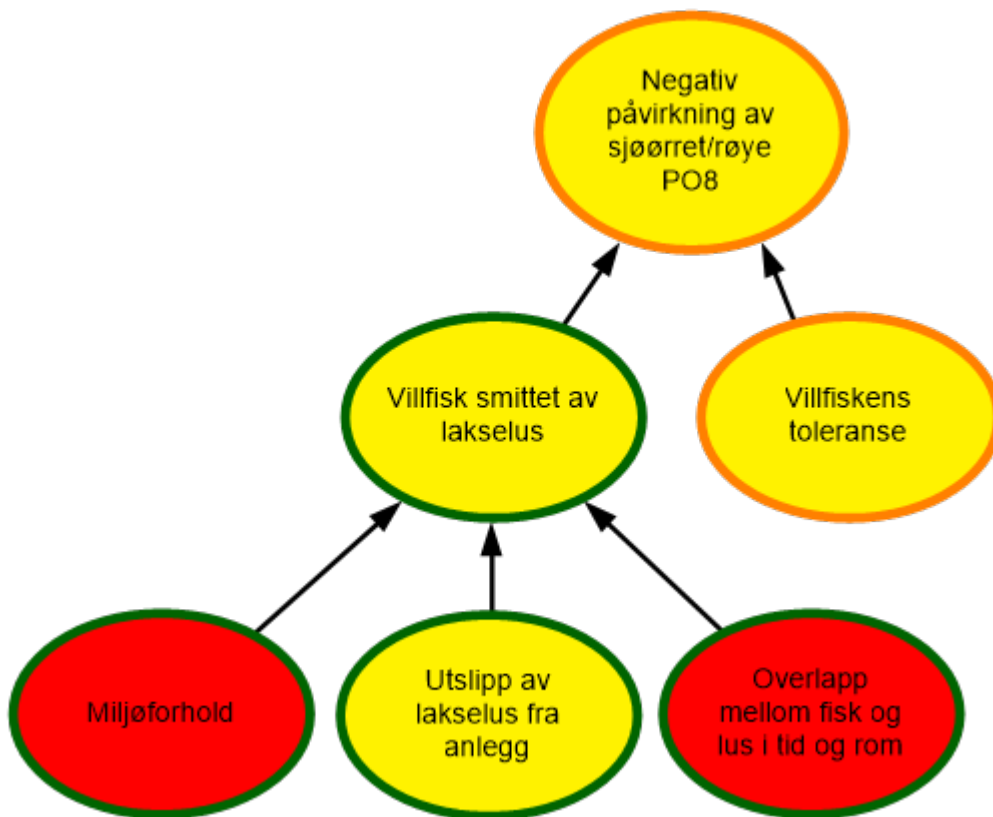 Negativ
påvirkning av
sjøørret/røye
PO8
Villfisk smittet av
lakselus
Villfiskens
toleranse
Miljøforhold
Utslipp av
lakselus fra
anlegg
Overlapp
mellom fisk og
lus i tid og rom